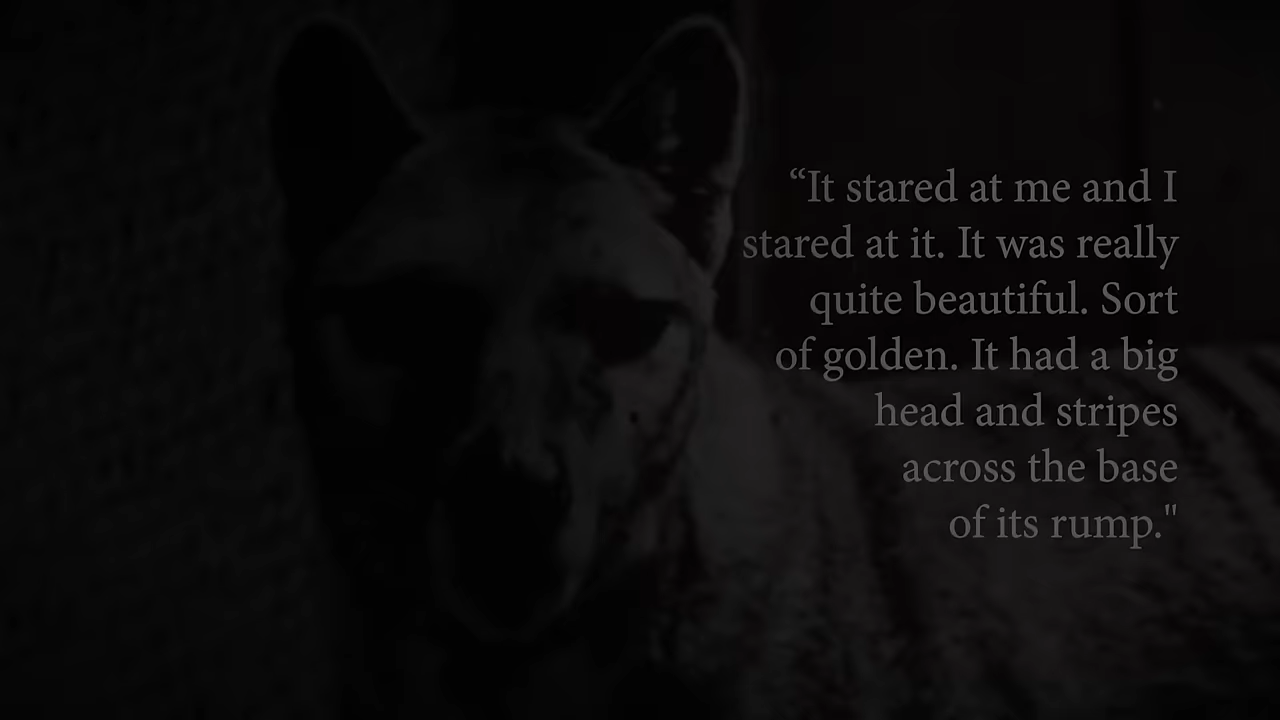 “It stared at me and I
stared at it. It was really
quite beautiful. Sort
of golden. It had a big
head and stripes
across the base
of its rump."